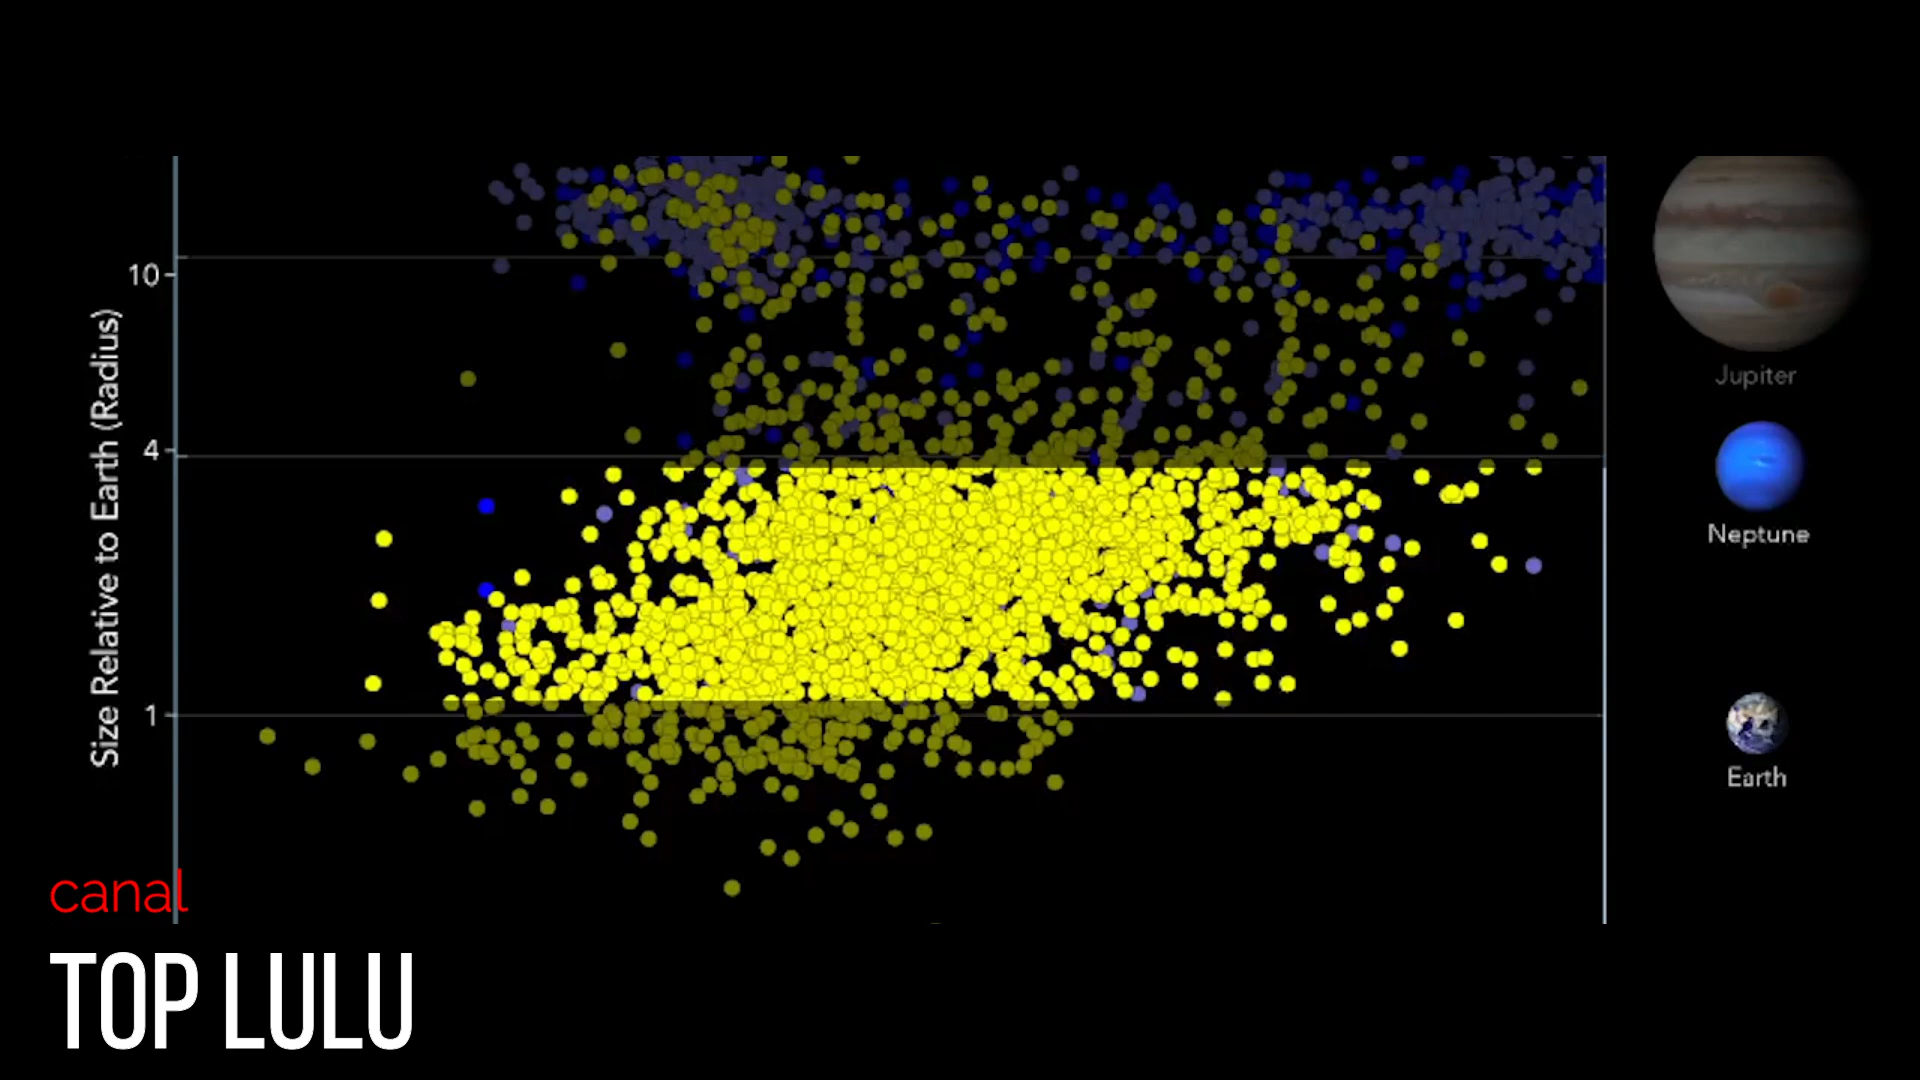 Size Relative to Earth (Radius)
10
4
1
Jupiter
Neptune
Earth
canal
TOP LULU